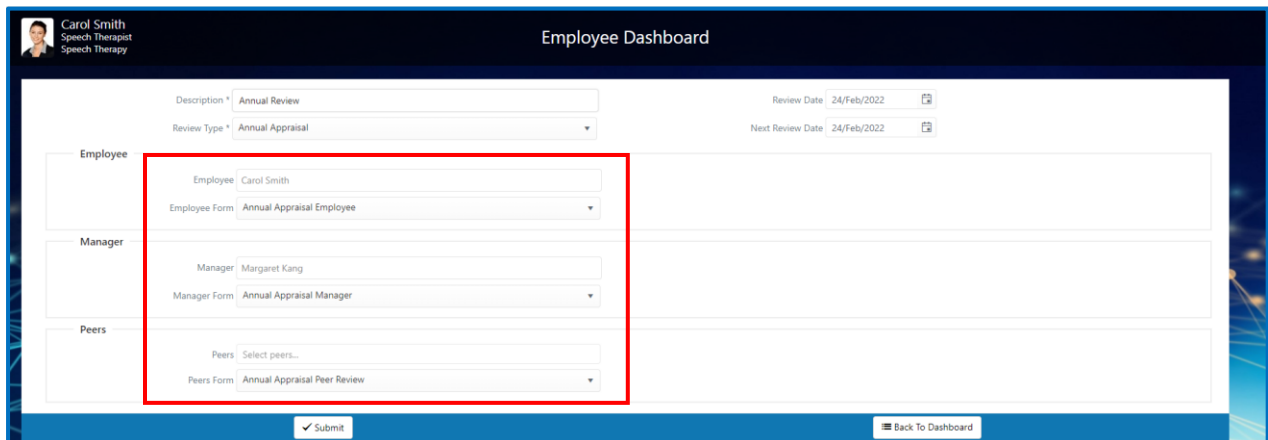 Carol Smith
Speech Therapist
Speech Therapy
Employee Dashboard
Description * Annual Review
Review Date 24/Feb/2022
Review Type * Annual Appraisal
Next Review Date 24/Feb/2022
Employee
Employee Carol Smith
Employee Form Annual Appraisal Employee
Manager
Manager Margaret Kang
Manager Form Annual Appraisal Manager
Peers
Peers Select peers...
Peers Form Annual Appraisal Peer Review
Submit
Back To Dashboard